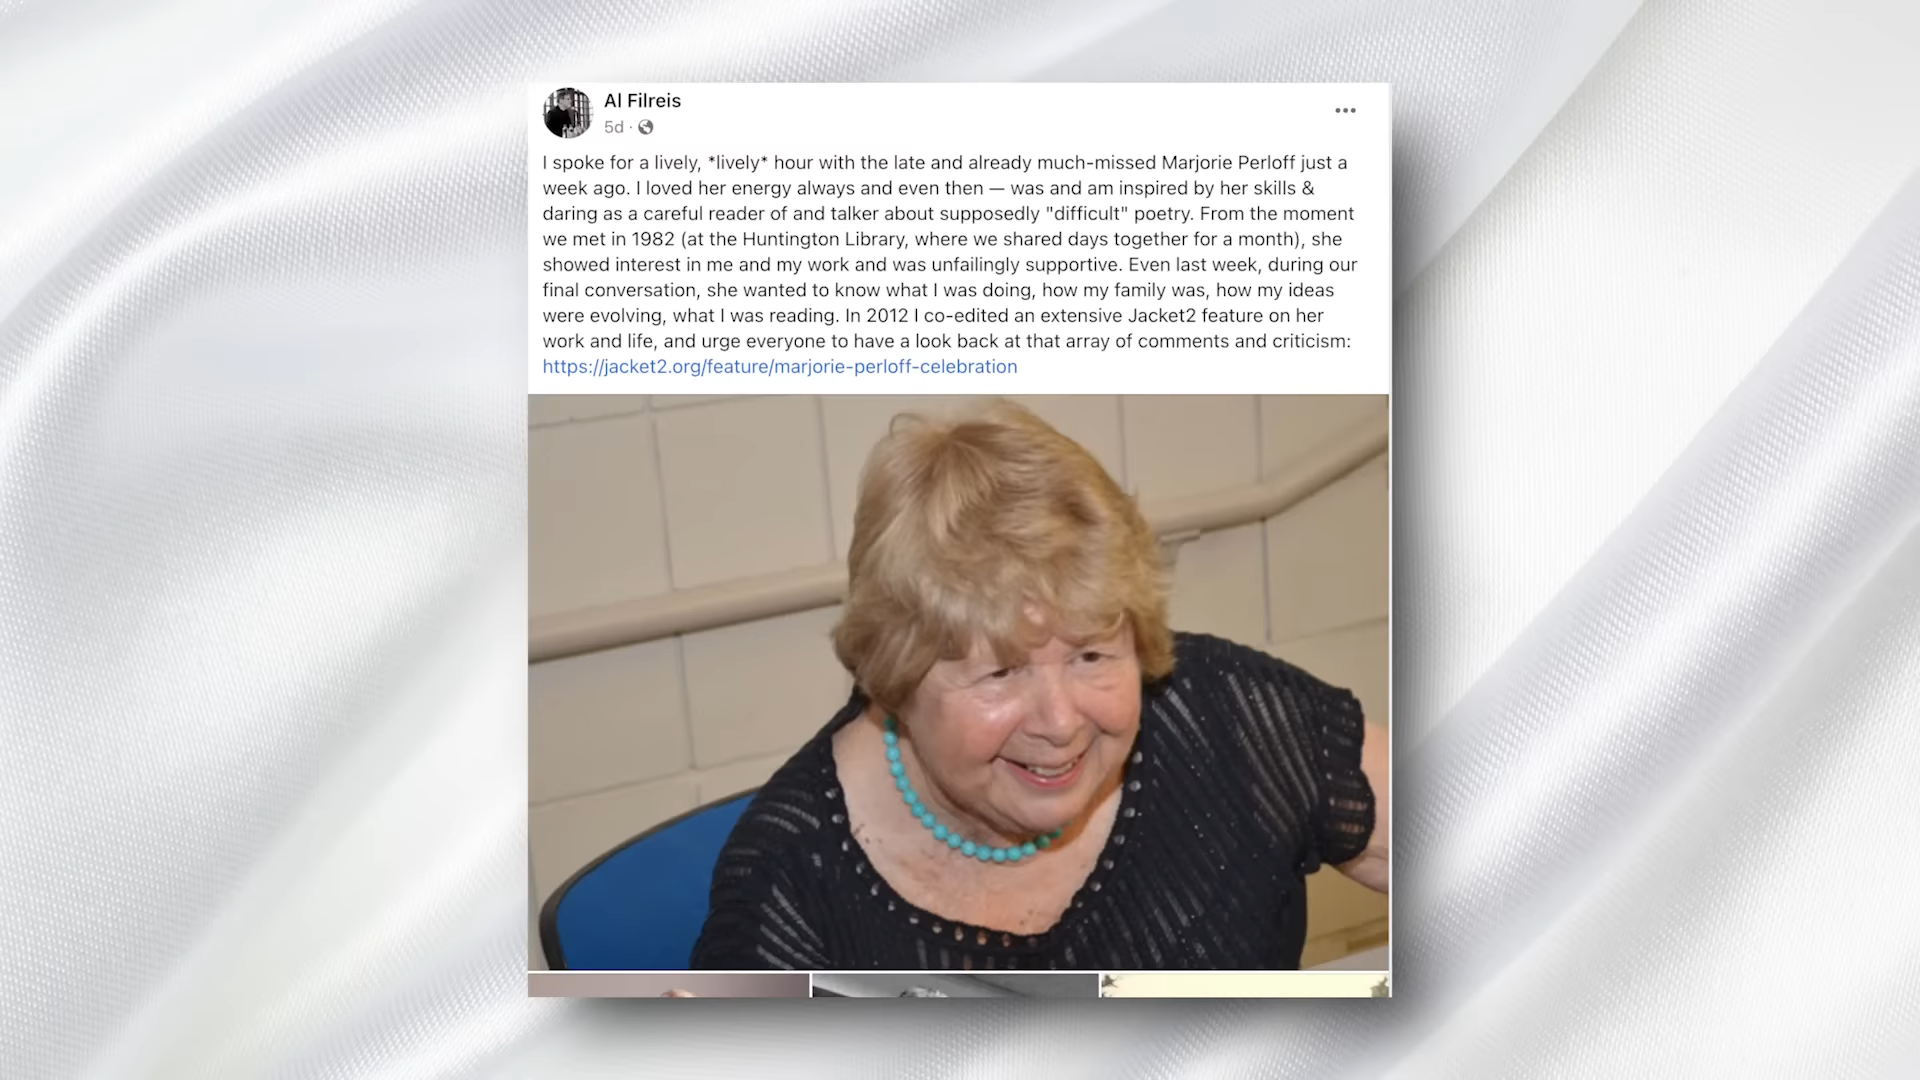 Al Filreis
5d ·
I spoke for a lively, *lively* hour with the late and already much-missed Marjorie Perloff just a
week ago. I loved her energy always and even then — was and am inspired by her skills &
daring as a careful reader of and talker about supposedly "difficult" poetry. From the moment
we met in 1982 (at the Huntington Library, where we shared days together for a month), she
showed interest in me and my work and was unfailingly supportive. Even last week, during our
final conversation, she wanted to know what I was doing, how my family was, how my ideas
were evolving, what I was reading. In 2012 I co-edited an extensive Jacket2 feature on her
work and life, and urge everyone to have a look back at that array of comments and criticism:
https://jacket2.org/feature/marjorie-perloff-celebration